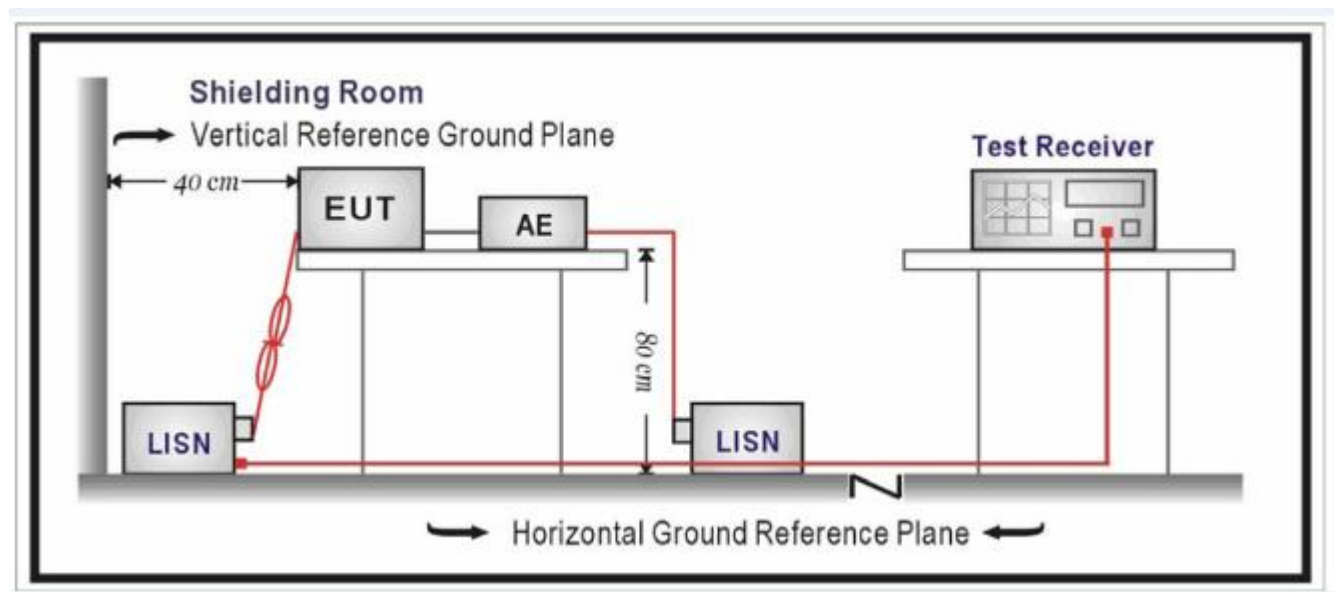 Shielding Room
Vertical Reference Ground Plane
Test Receiver
40 cm
EUT
AE
80 cm
LISN
LISN
Horizontal Ground Reference Plane